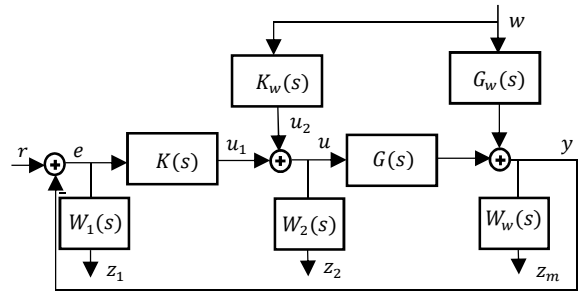 w
K_w(s)
G_w(s)
u_2
r
e
K(s)
u_1
u
G(s)
y
-
W_1(s)
W_2(s)
W_w(s)
z_1
z_2
z_m